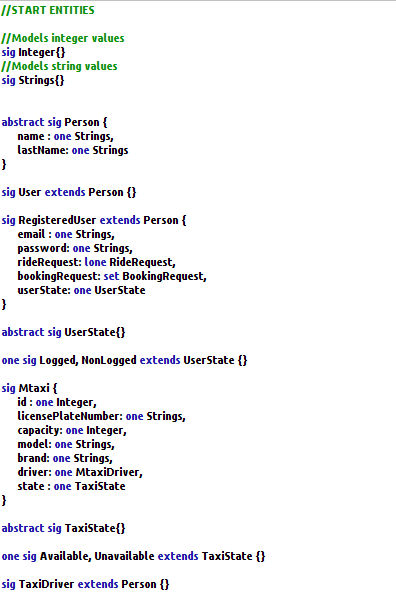 //START ENTITIES
//Models integer values
sig Integer{}
//Models string values
sig Strings{}
abstract sig Person {
name : one Strings,
lastName: one Strings
}
sig User extends Person {}
sig RegisteredUser extends Person {
email : one Strings,
password: one Strings,
rideRequest: lone RideRequest,
bookingRequest: set BookingRequest,
userState: one UserState
}
abstract sig UserState{}
one sig Logged, NonLogged extends UserState {}
sig Mtaxi {
id : one Integer,
licensePlateNumber: one Strings,
capacity: one Integer,
model: one Strings,
brand: one Strings,
driver: one MtaxiDriver,
state : one TaxiState
}
abstract sig TaxiState{}
one sig Available, Unavailable extends TaxiState {}
sig TaxiDriver extends Person {}